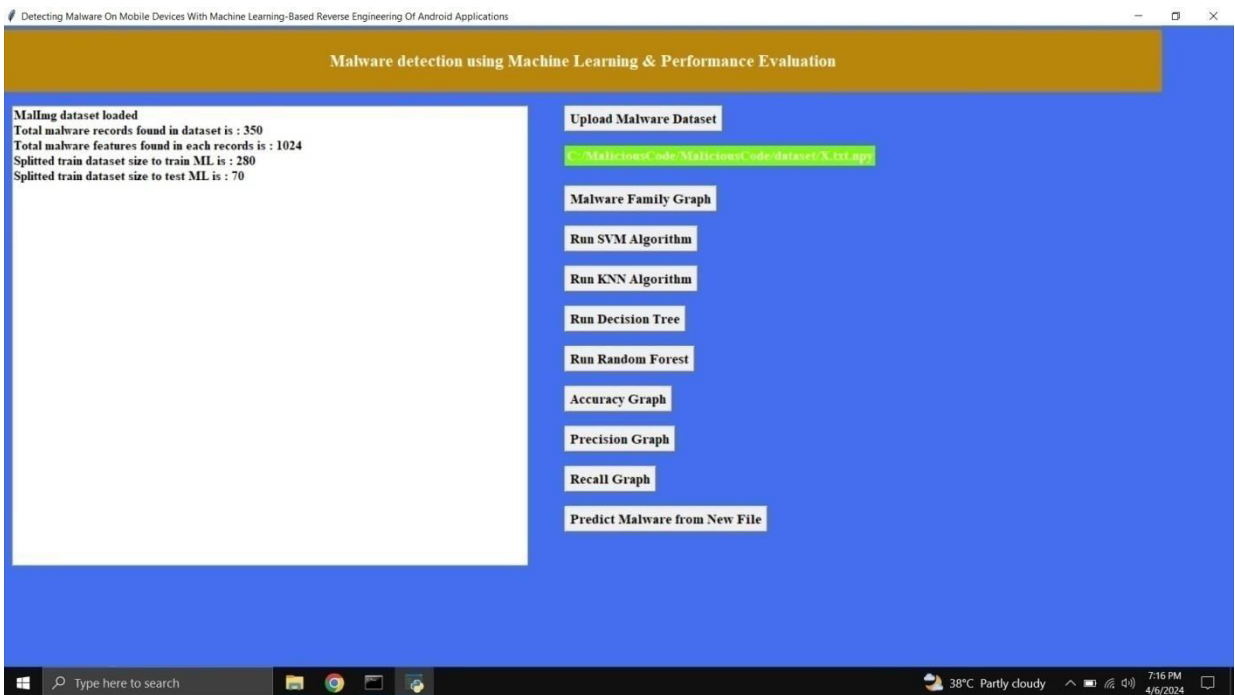 Detecting Malware On Mobile Devices With Machine Learning-Based Reverse Engineering Of Android Applications
Malware detection using Machine Learning & Performance Evaluation
MalImg dataset loaded
Total malware records found in dataset is : 350
Total malware features found in each records is : 1024
Splitted train dataset size to train ML is : 280
Splitted train dataset size to test ML is : 70
Upload Malware Dataset
C:/MaliciousCode/MaliciousCode/dataset/X.txt.npy
Malware Family Graph
Run SVM Algorithm
Run KNN Algorithm
Run Decision Tree
Run Random Forest
Accuracy Graph
Precision Graph
Recall Graph
Predict Malware from New File
Type here to search
38°C Partly cloudy
7:16 PM
4/6/2024